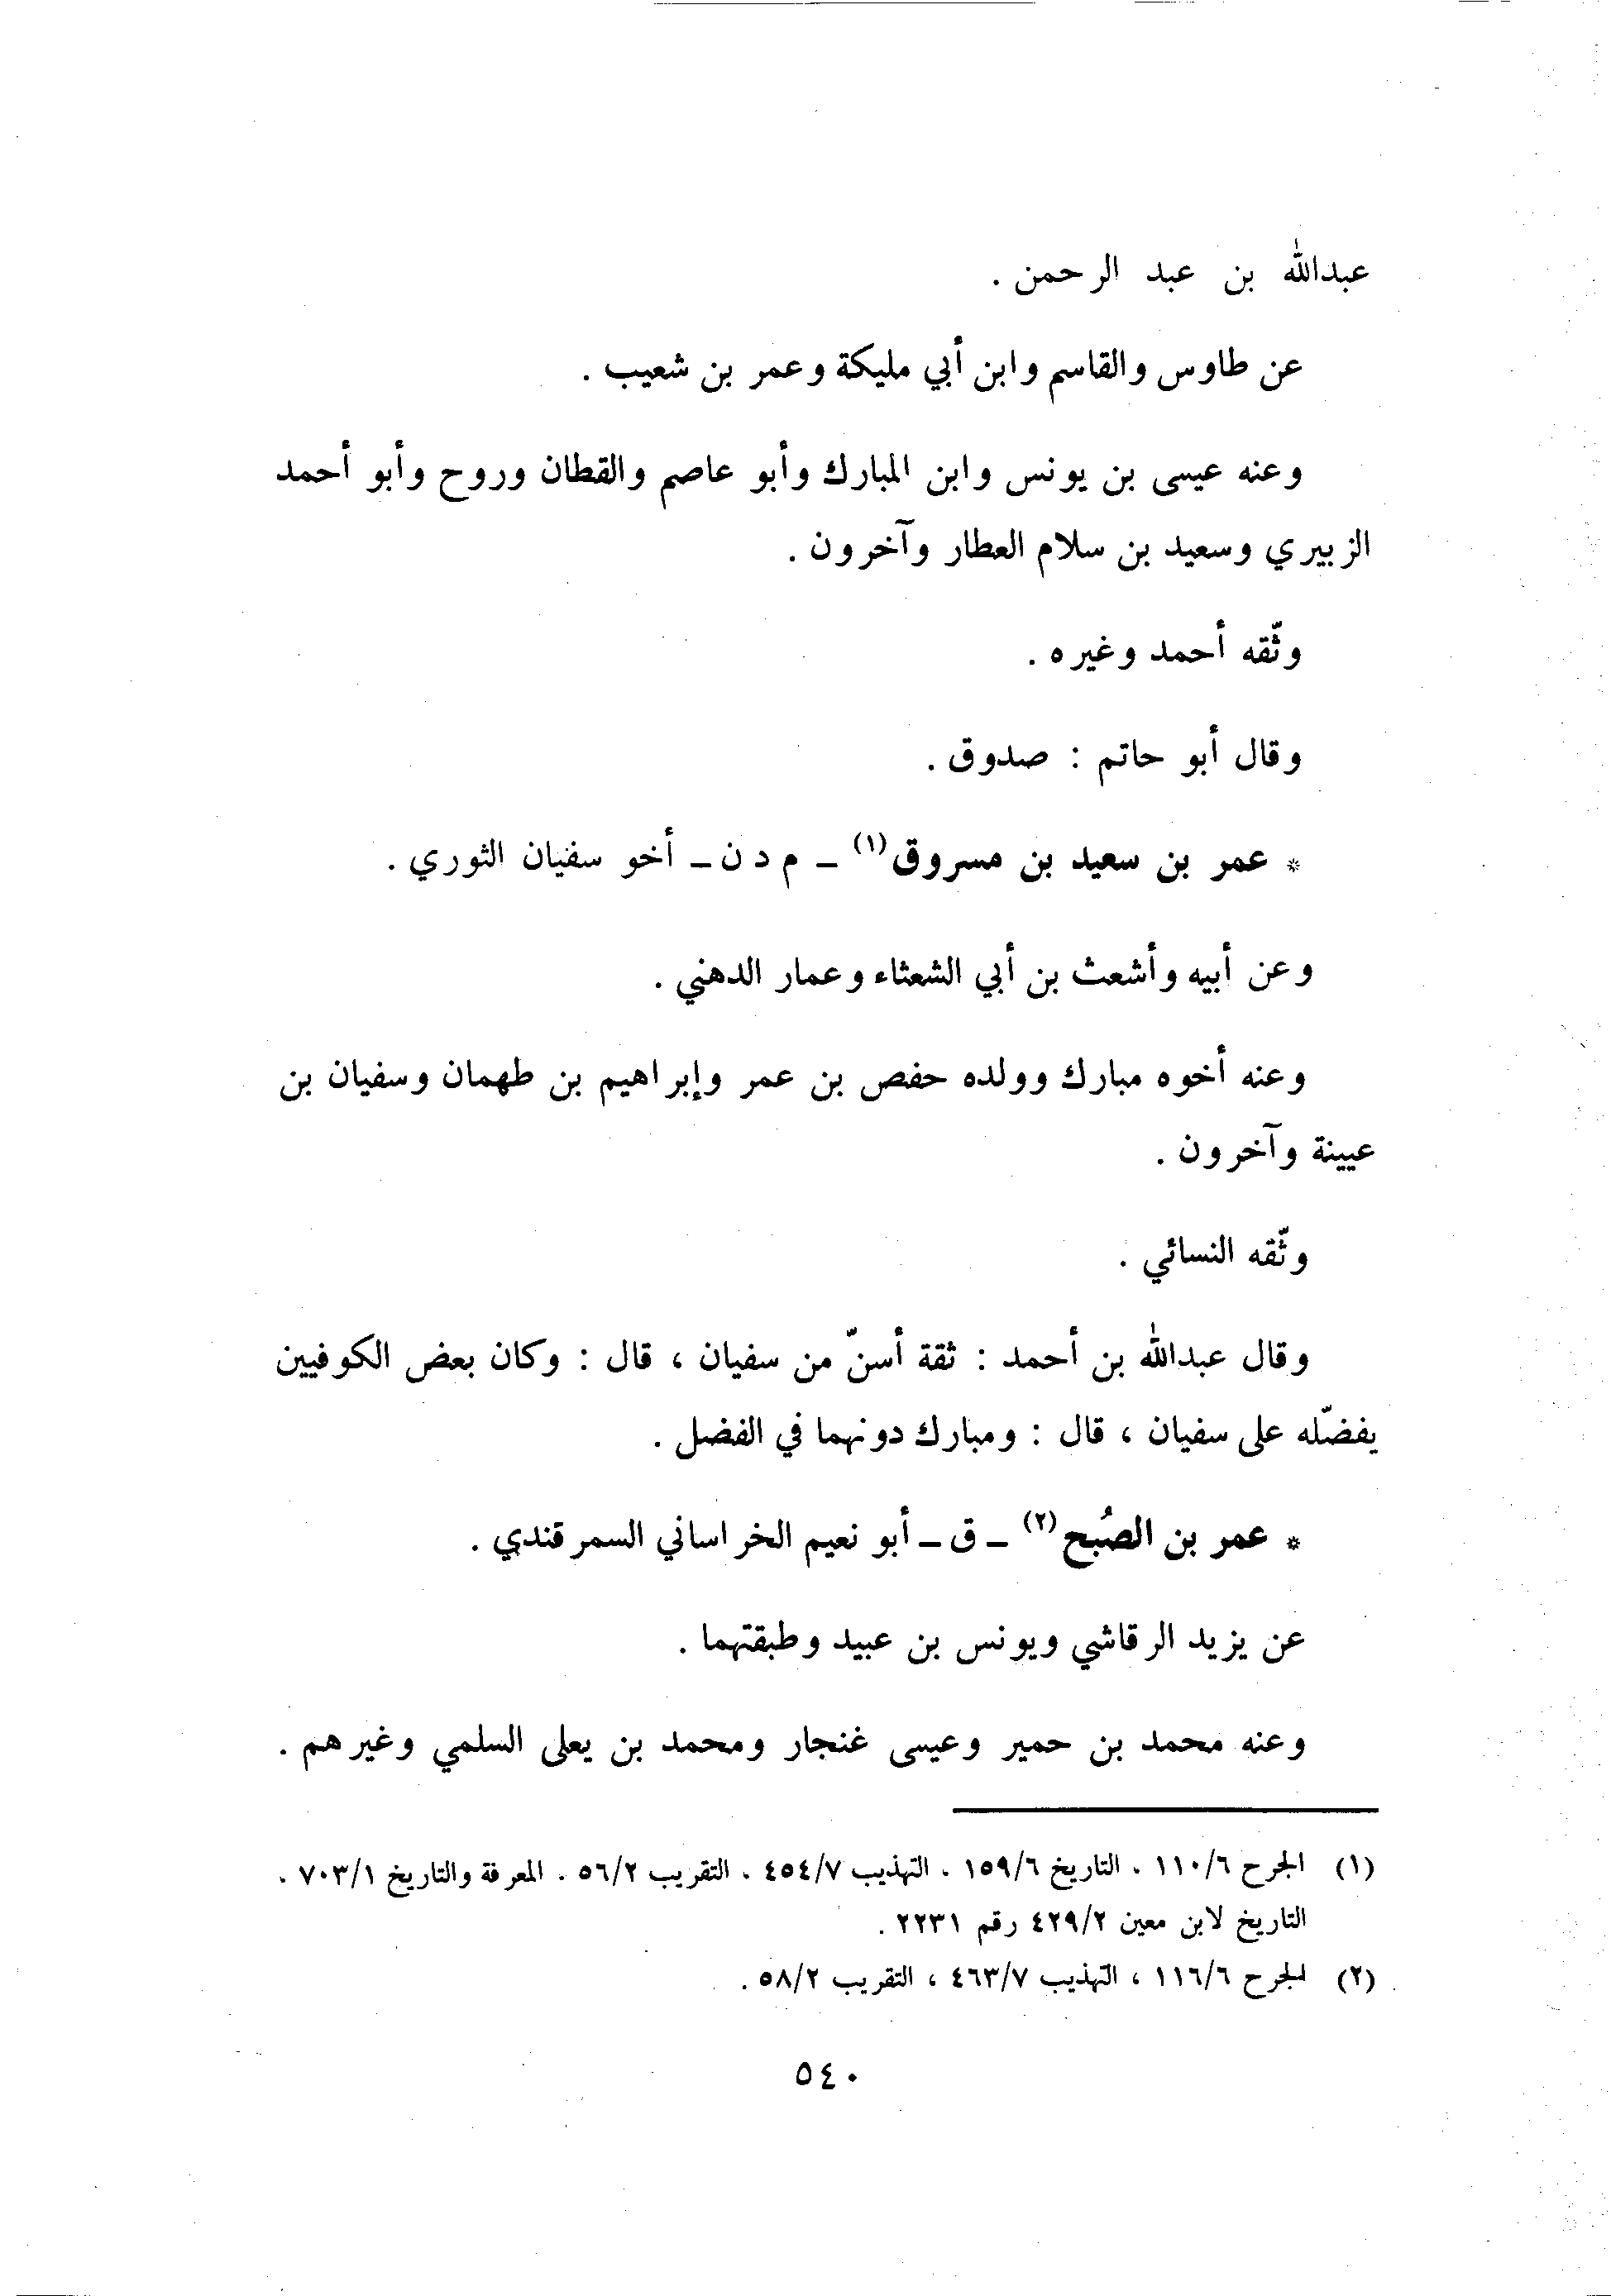 عبدالله بن عبد الرحمن .
عن طاوس والقاسم وابن أبي مليكة وعمر بن شعيب .
وعنه عيسى بن يونس وابن المبارك وأبو عاصم والقطان وروح وأبو أحمد
الزبيري وسعيد بن سلام العطار وآخرون .
وثّقه أحمد وغيره .
وقال أبو حاتم : صدوق .
* عمر بن سعيد بن مسروق(١) ـ م د ن ـ أخو سفيان الثوري .
وعن أبيه وأشعث بن أبي الشعثاء وعمار الدهني .
وعنه أخوه مبارك وولده حفص بن عمر وإبراهيم بن طهمان وسفيان بن
عيينة وآخرون .
وثّقه النسائي .
وقال عبدالله بن أحمد : ثقة أسنّ من سفيان ، قال : وكان بعض الكوفيين
يفضّله على سفيان ، قال : ومبارك دونهما في الفضل .
* عمر بن الصُبح(٢) ـ ق ـ أبو نعيم الخراساني السمرقندي .
عن يزيد الرقاشي ويونس بن عبيد وطبقتهما .
وعنه محمد بن حمير وعيسى غنجار ومحمد بن يعلى السلمي وغيرهم .
(١) الجرح ١١٠/٦ . التاريخ ١٥٩/٦ . التهذيب ٤٥٤/٧ . التقريب ٥٦/٢ . المعرفة والتاريخ ٧٠٣/١ .
التاريخ لابن معين ٤٢٩/٢ رقم ٢٢٣١ .
(٢) الجرح ١١٦/٦ ، التهذيب ٤٦٣/٧ ، التقريب ٥٨/٢ .
٥٤٠